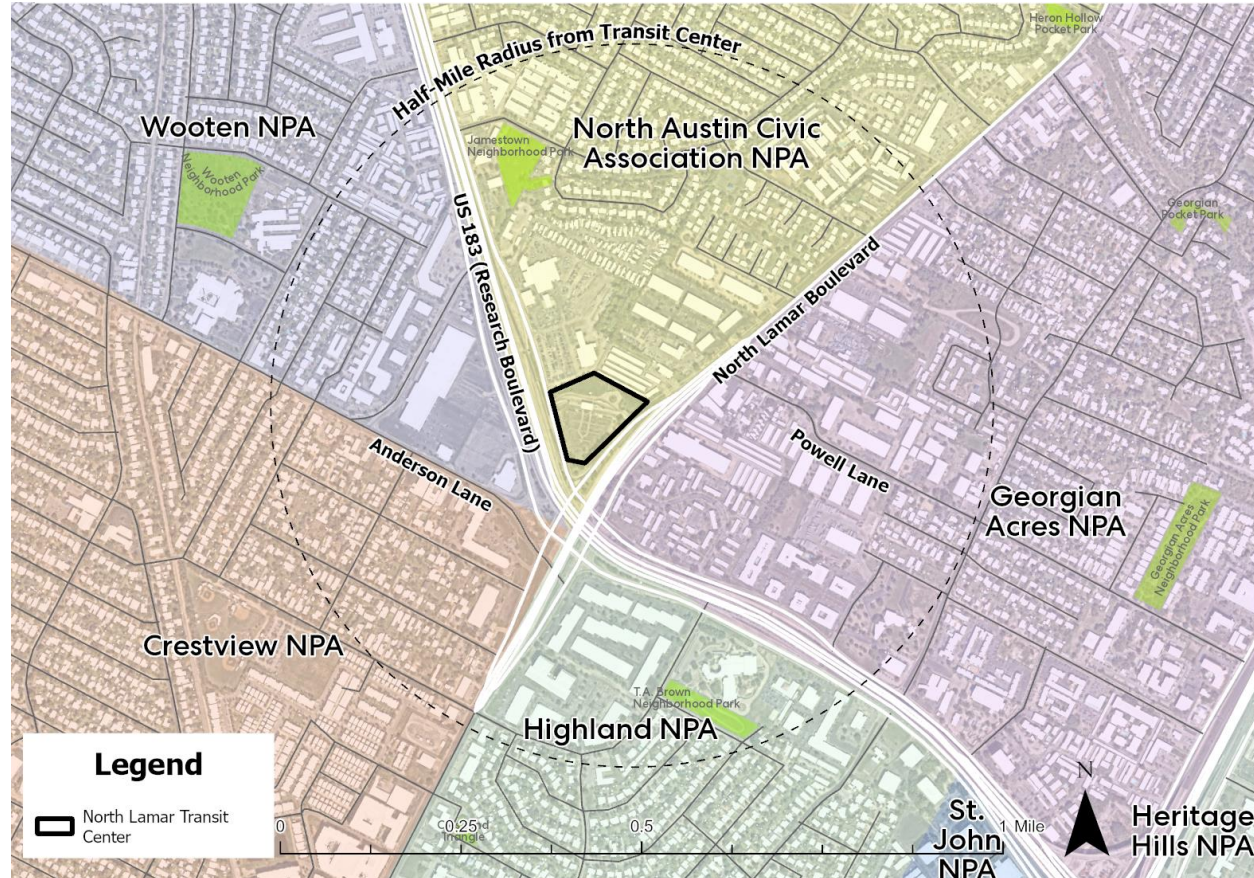 Heron Hollow
Pocket Park
Half-Mile Radius from Transit Center
Wooten NPA
North Austin Civic
Association NPA
Jamestown
Neighborhood Park
Wooten
Neighborhood Park
Georgian
Pocket Park
US 183 (Research Boulevard)
North Lamar Boulevard
Anderson Lane
Powell Lane
Georgian
Acres NPA
Georgian Acres
Neighborhood Park
Crestview NPA
T.A. Brown
Neighborhood Park
Highland NPA
Legend
North Lamar Transit
Center
0
0.25
0.5
1 Mile
N
St.
John
NPA
Heritage
Hills NPA